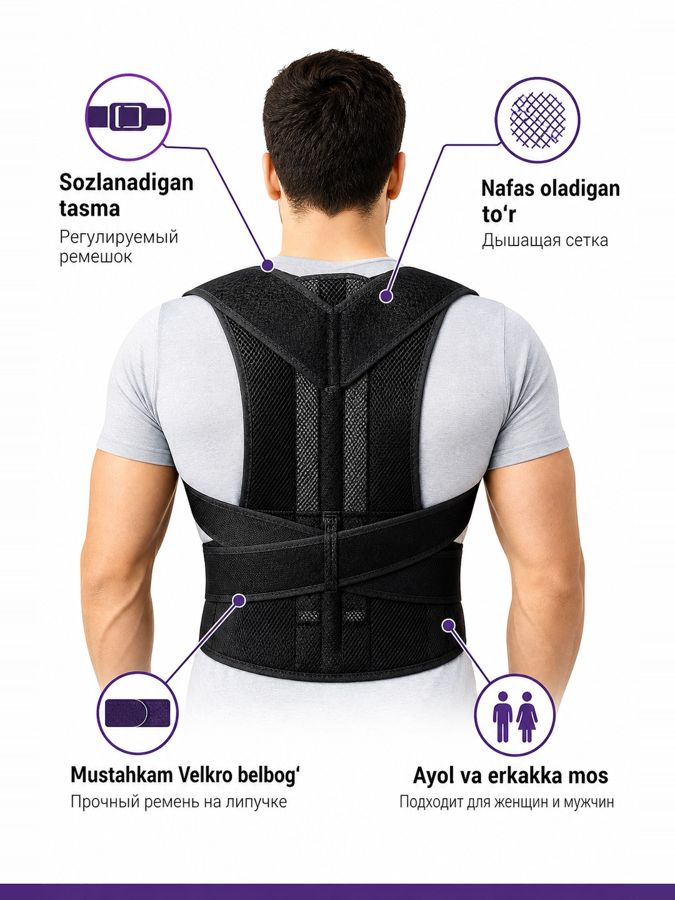 Sozlanadigan
tasma
Регулируемый
ремешок
Nafas oladigan
to‘r
Дышащая сетка
Mustahkam Velkro belbog‘
Прочный ремень на липучке
Ayol va erkakka mos
Подходит для женщин и мужчин